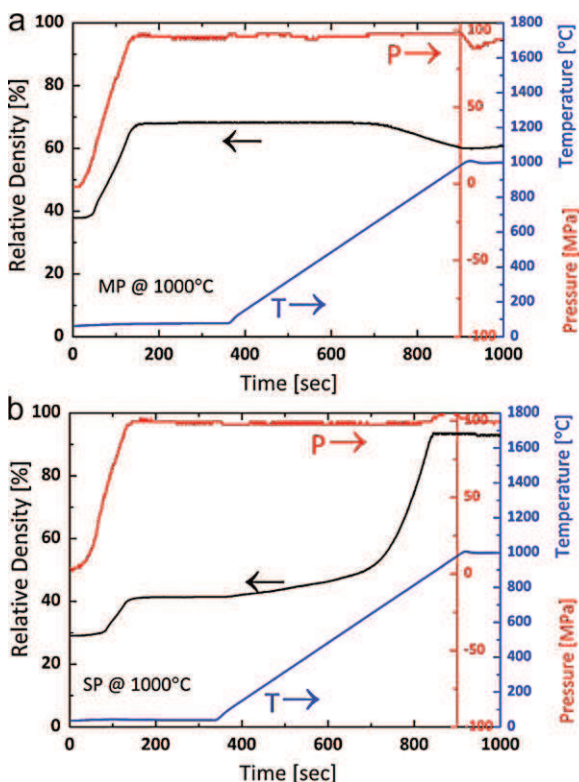 a
Relative Density [%]
100
80
60
40
20
0
P
MP @ 1000°C
T
0 200 400 600 800 1000
Time [sec]
100
50
0
-50
-100
Pressure [MPa]
1800
1600
1400
1200
1000
800
600
400
200
0
Temperature [°C]
b
Relative Density [%]
100
80
60
40
20
0
P
SP @ 1000°C
T
0 200 400 600 800 1000
Time [sec]
100
50
0
-50
-100
Pressure [MPa]
1800
1600
1400
1200
1000
800
600
400
200
0
Temperature [°C]